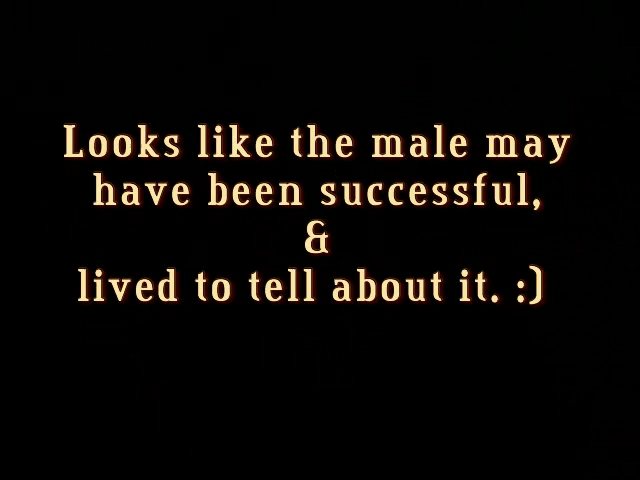 Looks like the male may
have been successful,
&
lived to tell about it. :)